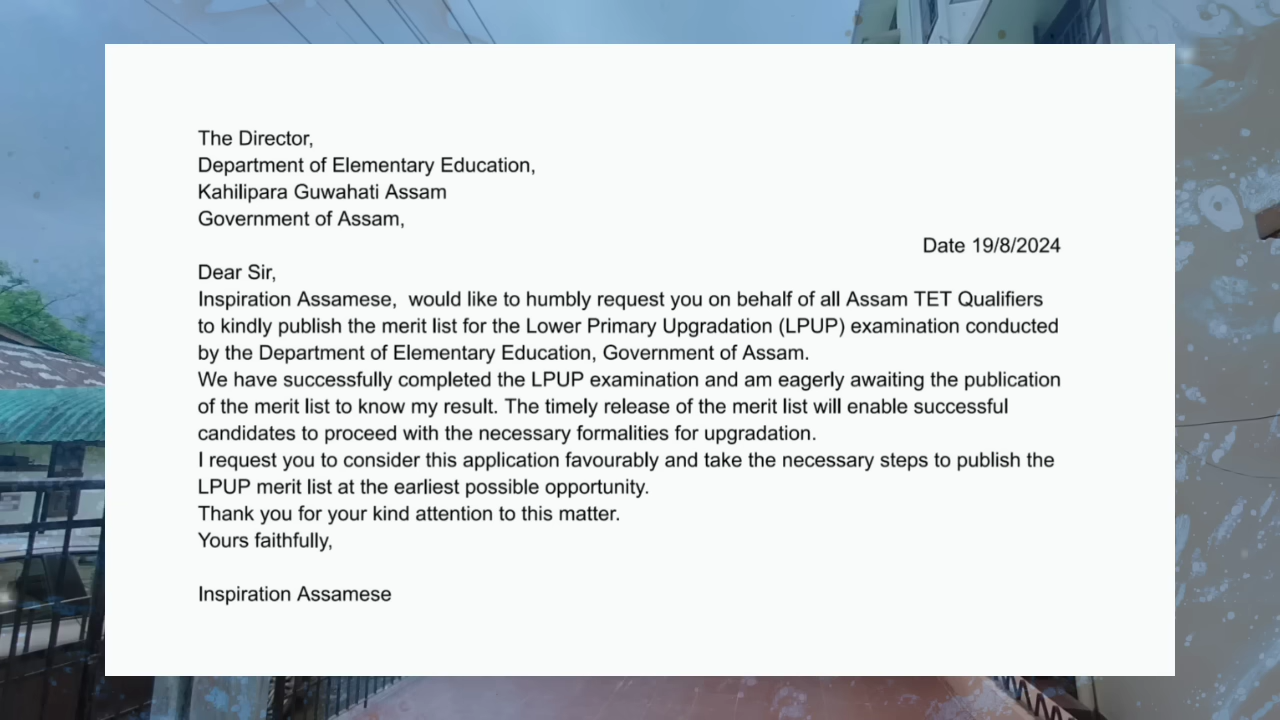 The Director,
Department of Elementary Education,
Kahilipara Guwahati Assam
Government of Assam,
Date 19/8/2024
Dear Sir,
Inspiration Assamese,  would like to humbly request you on behalf of all Assam TET Qualifiers
to kindly publish the merit list for the Lower Primary Upgradation (LPUP) examination conducted
by the Department of Elementary Education, Government of Assam.
We have successfully completed the LPUP examination and am eagerly awaiting the publication
of the merit list to know my result. The timely release of the merit list will enable successful
candidates to proceed with the necessary formalities for upgradation.
I request you to consider this application favourably and take the necessary steps to publish the
LPUP merit list at the earliest possible opportunity.
Thank you for your kind attention to this matter.
Yours faithfully,
Inspiration Assamese